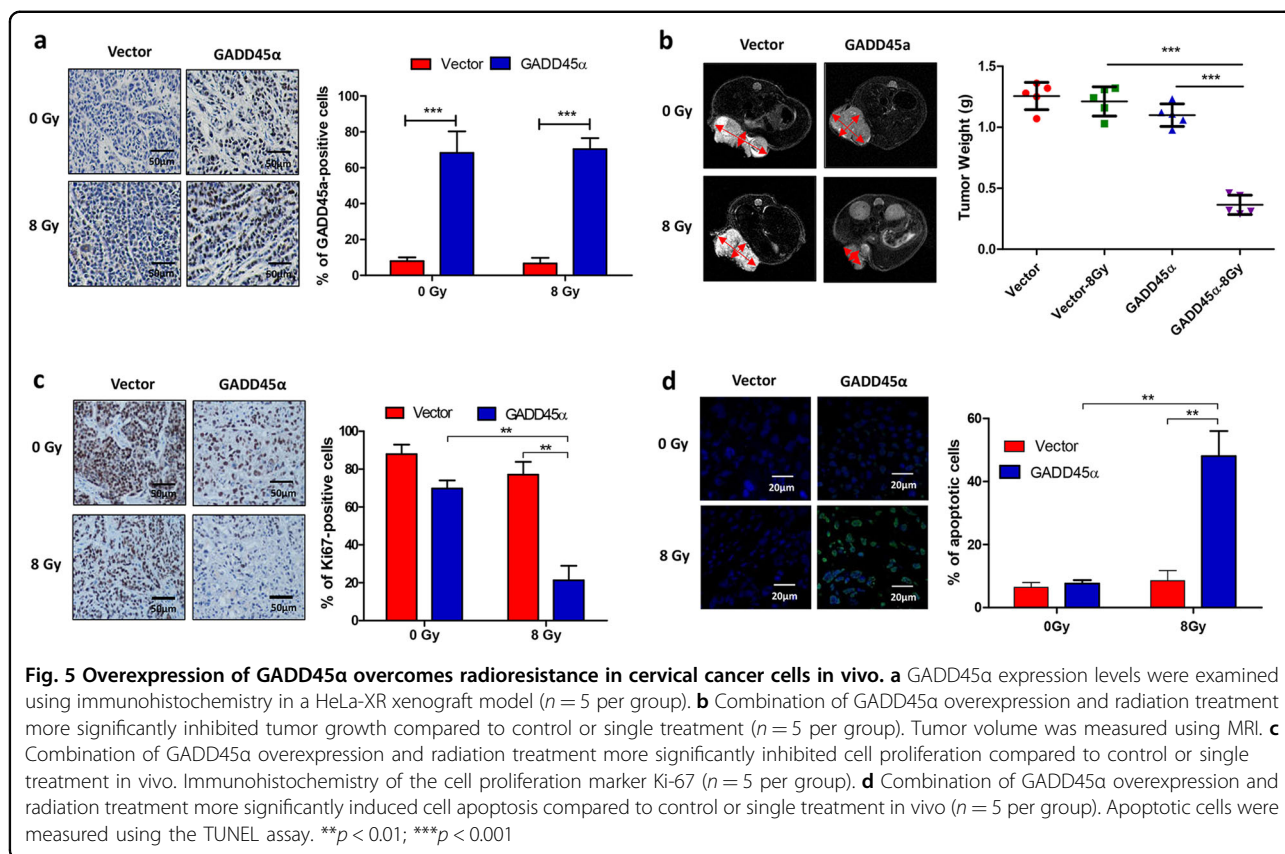 a
Vector GADD45α
0 Gy
50μm 50μm
8 Gy
50μm 50μm
Vector GADD45α
% of GADD45a-positive cells
100
80
60
40
20
0
*** ***
0 Gy 8 Gy
b
Vector GADD45a
0 Gy
8 Gy
***
***
Tumor Weight (g)
1.5
1.0
0.5
0.0
Vector
Vector-8Gy
GADD45α
GADD45α-8Gy
c
Vector GADD45α
0 Gy
50μm 50μm
8 Gy
50μm 50μm
Vector GADD45α
% of Ki67-positive cells
100
80
60
40
20
0
**
**
0 Gy 8 Gy
d
Vector GADD45α
0 Gy
20μm 20μm
8 Gy
20μm 20μm
Vector
GADD45α
% of apoptotic cells
60
40
20
0
**
**
0Gy 8Gy
Fig. 5 Overexpression of GADD45α overcomes radioresistance in cervical cancer cells in vivo. a GADD45α expression levels were examined
using immunohistochemistry in a HeLa-XR xenograft model (n = 5 per group). b Combination of GADD45α overexpression and radiation treatment
more significantly inhibited tumor growth compared to control or single treatment (n = 5 per group). Tumor volume was measured using MRI. c
Combination of GADD45α overexpression and radiation treatment more significantly inhibited cell proliferation compared to control or single
treatment in vivo. Immunohistochemistry of the cell proliferation marker Ki-67 (n = 5 per group). d Combination of GADD45α overexpression and
radiation treatment more significantly induced cell apoptosis compared to control or single treatment in vivo (n = 5 per group). Apoptotic cells were
measured using the TUNEL assay. **p < 0.01; ***p < 0.001